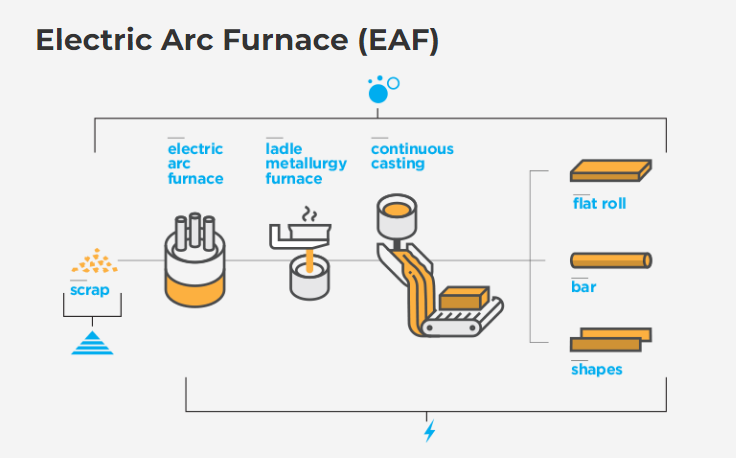 Electric Arc Furnace (EAF)
electric
arc
furnace
ladle
metallurgy
furnace
continuous
casting
scrap
flat roll
bar
shapes